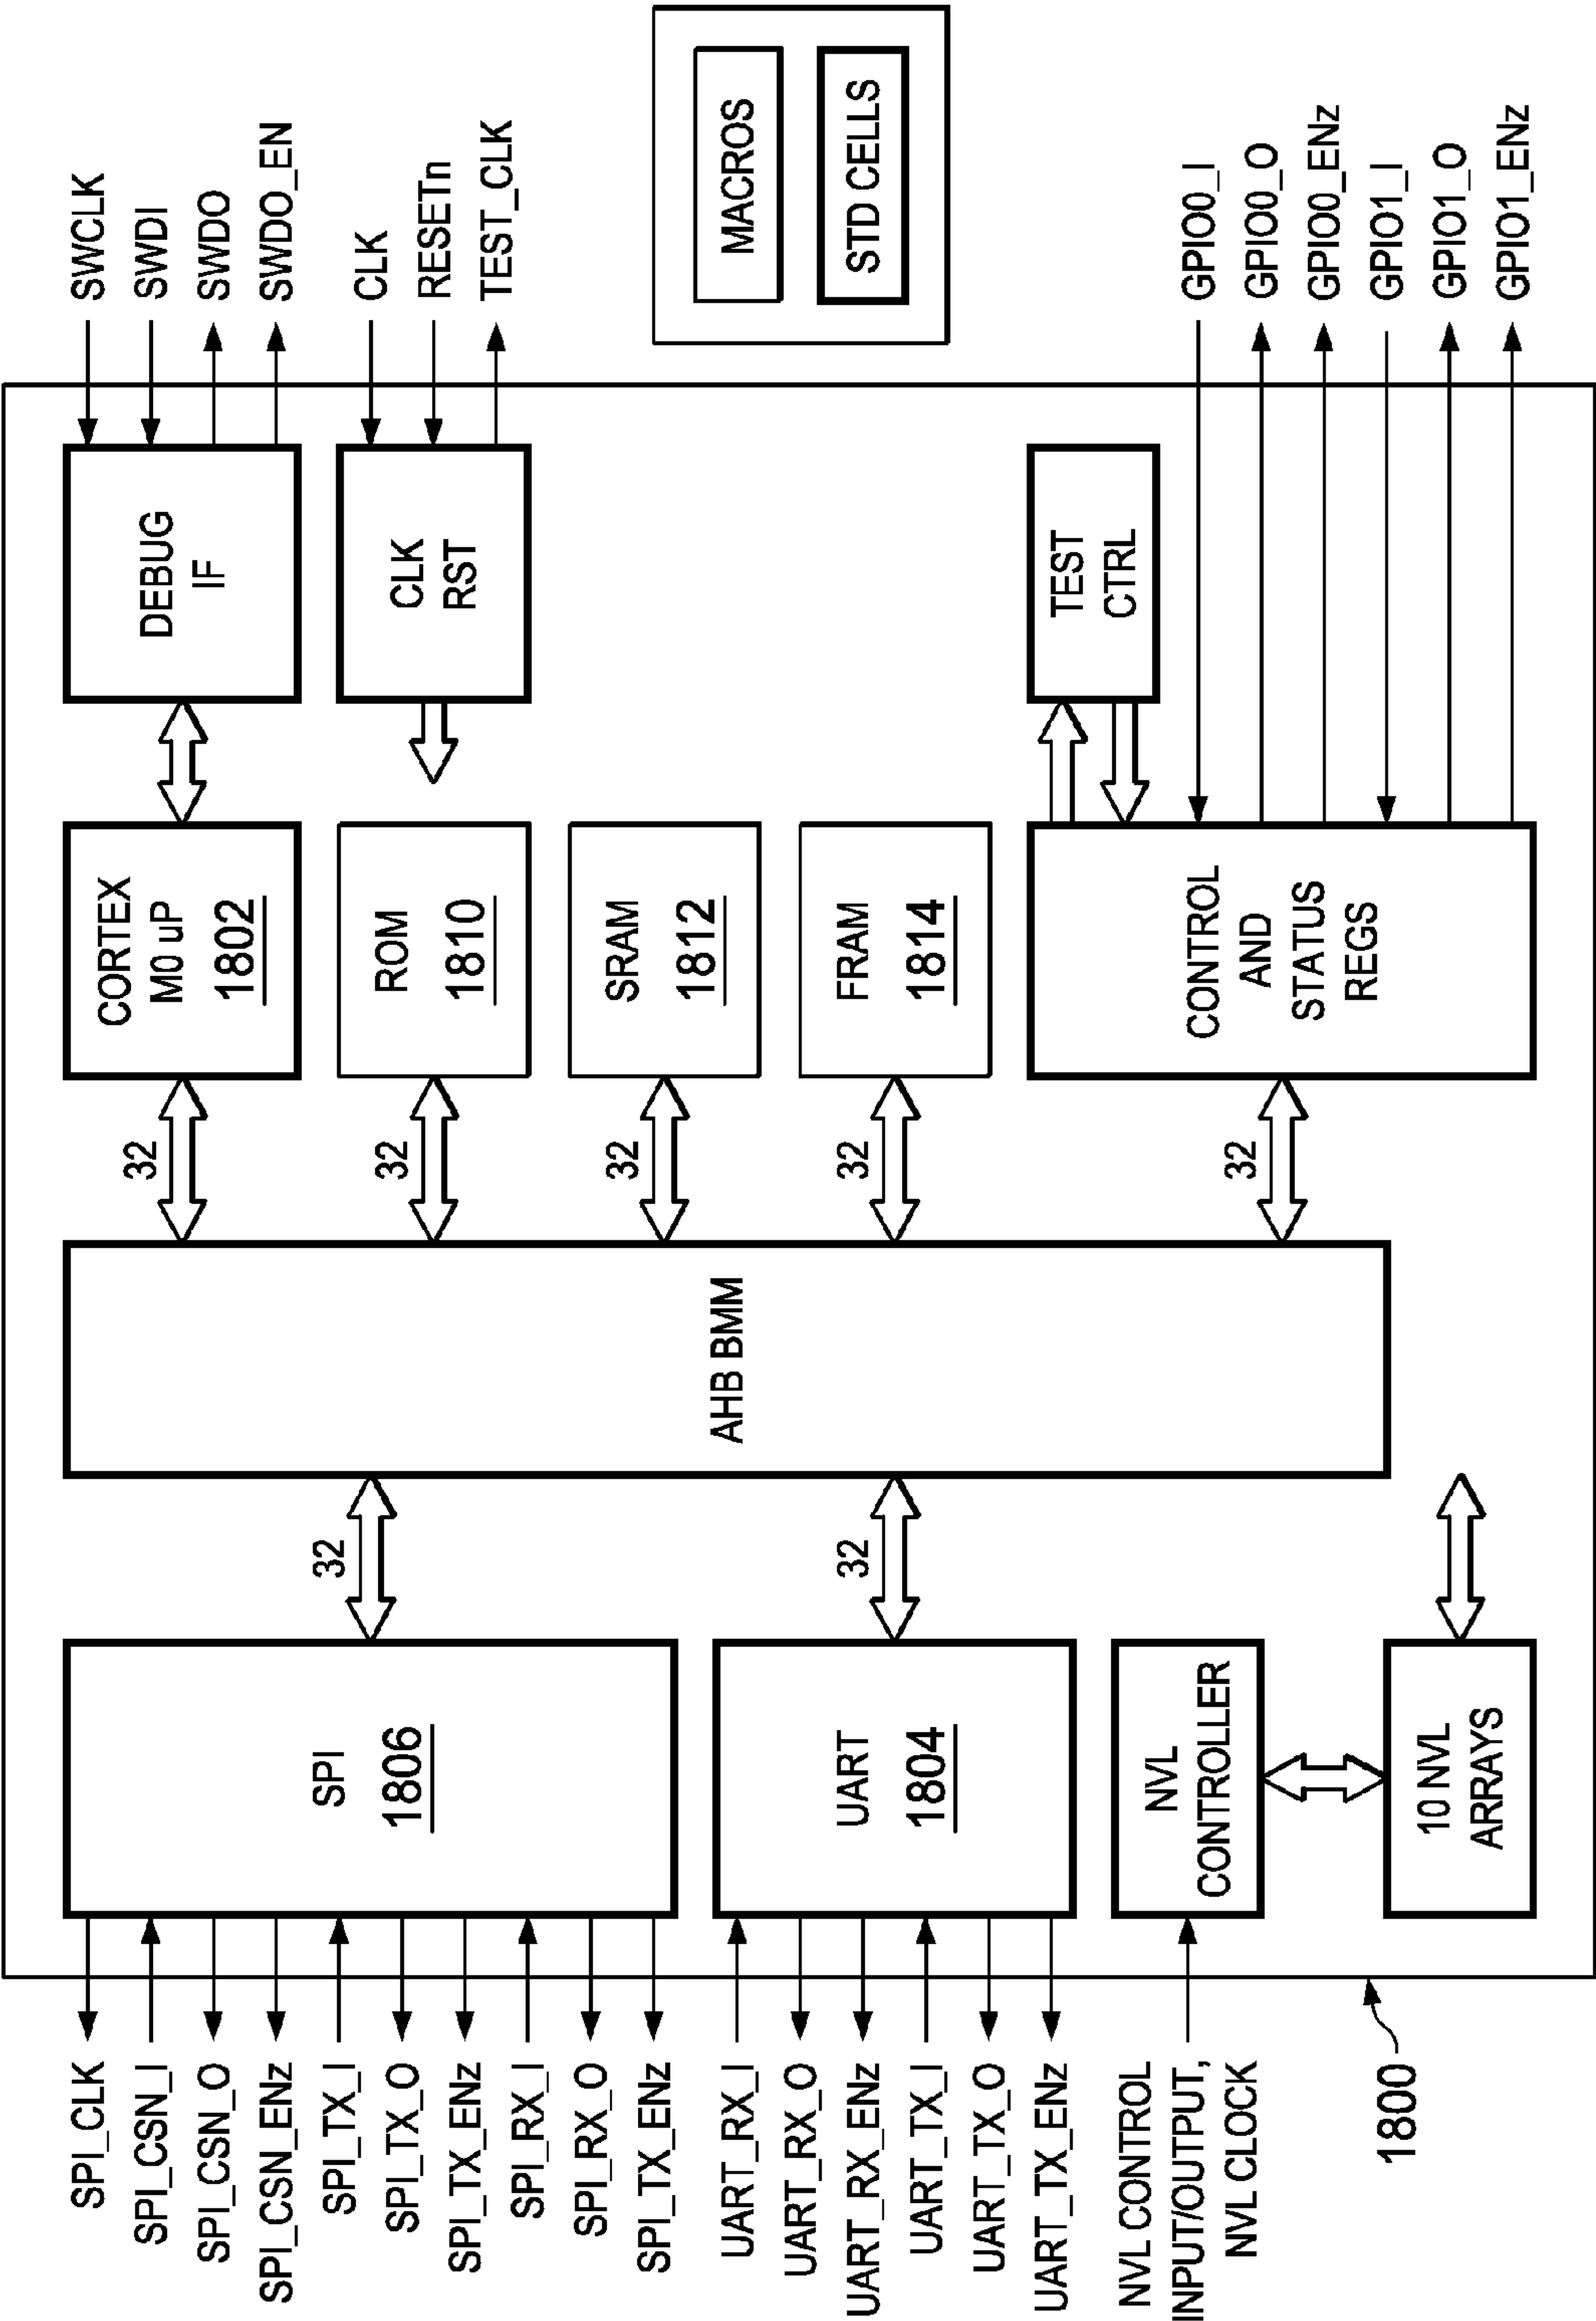 SPI_CLK
SPI_CSN_I
SPI_CSN_O
SPI_CSN_ENz
SPI_TX_I
SPI_TX_O
SPI_TX_ENz
SPI_RX_I
SPI_RX_O
SPI_TX_ENz
UART_RX_I
UART_RX_O
UART_RX_ENz
UART_TX_I
UART_TX_O
UART_TX_ENz
NVL CONTROL
INPUT/OUTPUT,
NVL CLOCK
1800
SPI
1806
UART
1804
NVL
CONTROLLER
10 NVL
ARRAYS
32
32
AHB BMM
32
32
32
32
32
CORTEX
M0 uP
1802
ROM
1810
SRAM
1812
FRAM
1814
CONTROL
AND
STATUS
REGS
DEBUG
IF
CLK
RST
TEST
CTRL
SWCLK
SWDI
SWDO
SWDO_EN
CLK
RESETn
TEST_CLK
MACROS
STD CELLS
GPIO0_I
GPIO0_O
GPIO0_ENz
GPIO1_I
GPIO1_O
GPIO1_ENz